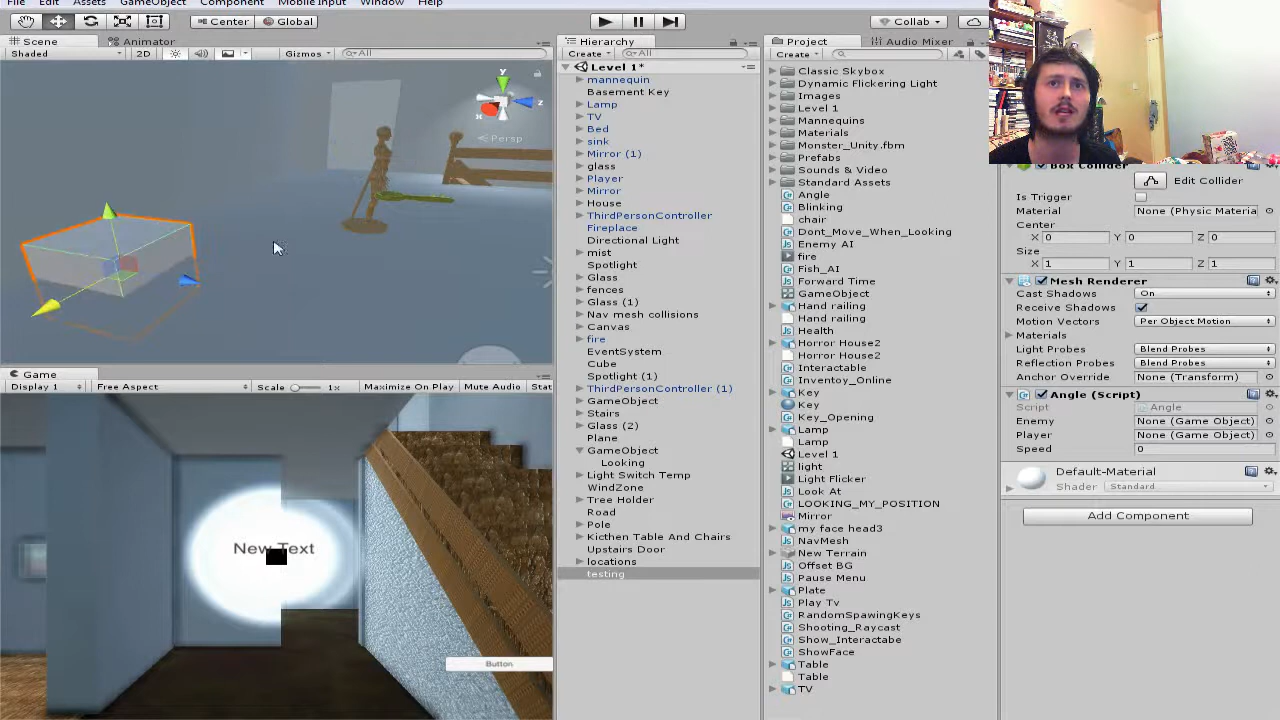 File Edit Assets GameObject Component Mobile Input Window Help
Center Global Collab
Scene Animator
Shaded 2D Gizmos All
Persp
y
x
z
Game
Display 1 Free Aspect Scale 1x Maximize On Play Mute Audio Stat
New Text
Button
Hierarchy
Create All
Level 1*
mannequin
Basement Key
Lamp
TV
Bed
sink
Mirror (1)
glass
Player
Mirror
House
ThirdPersonController
Fireplace
Directional Light
mist
Spotlight
Glass
fences
Glass (1)
Nav mesh collisions
Canvas
fire
EventSystem
Cube
Spotlight (1)
ThirdPersonController (1)
GameObject
Stairs
Glass (2)
Plane
GameObject
Looking
Light Switch Temp
WindZone
Tree Holder
Road
Pole
Kicthen Table And Chairs
Upstairs Door
locations
testing
Project Audio Mixer
Create
Classic Skybox
Dynamic Flickering Light
Images
Level 1
Mannequins
Materials
Monster_Unity.fbm
Prefabs
Sounds & Video
Standard Assets
Angle
Blinking
chair
Dont_Move_When_Looking
Enemy AI
fire
Fish_AI
Forward Time
GameObject
Hand railing
Hand railing
Health
Horror House2
Horror House2
Interactable
Inventoy_Online
Key
Key
Key_Opening
Lamp
Lamp
Level 1
light
Light Flicker
Look At
LOOKING_MY_POSITION
Mirror
my face head3
NavMesh
New Terrain
Offset BG
Pause Menu
Plate
Play Tv
RandomSpawingKeys
Shooting_Raycast
Show_Interactabe
ShowFace
Table
Table
TV
Box Collider
Edit Collider
Is Trigger
Material None (Physic Materia
Center
X 0 Y 0 Z 0
Size
X 1 Y 1 Z 1
Mesh Renderer
Cast Shadows On
Receive Shadows
Motion Vectors Per Object Motion
Materials
Light Probes Blend Probes
Reflection Probes Blend Probes
Anchor Override None (Transform)
Angle (Script)
Script Angle
Enemy None (Game Object)
Player None (Game Object)
Speed 0
Default-Material
Shader Standard
Add Component